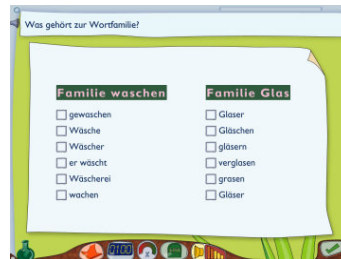 Was gehört zur Wortfamilie?
Familie waschen
gewaschen
Wäsche
Wäscher
er wäscht
Wäscherei
wachen
Familie Glas
Glaser
Gläschen
gläsern
verglasen
grasen
Gläser
0100